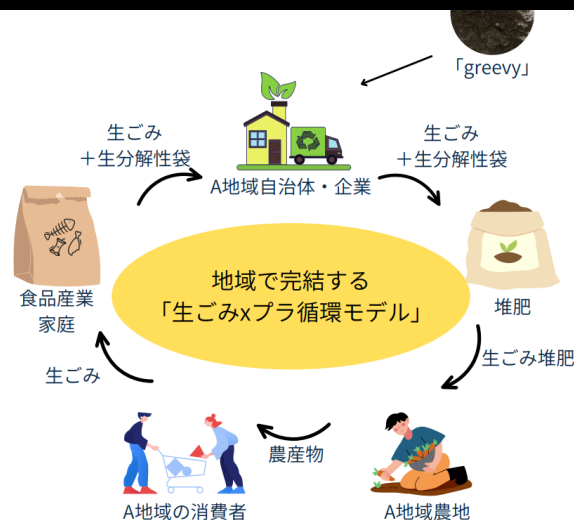 「greevy」
生ごみ
＋生分解性袋
生ごみ
＋生分解性袋
A地域自治体・企業
地域で完結する
「生ごみxプラ循環モデル」
食品産業
家庭
堆肥
生ごみ堆肥
生ごみ
農産物
A地域の消費者
A地域農地